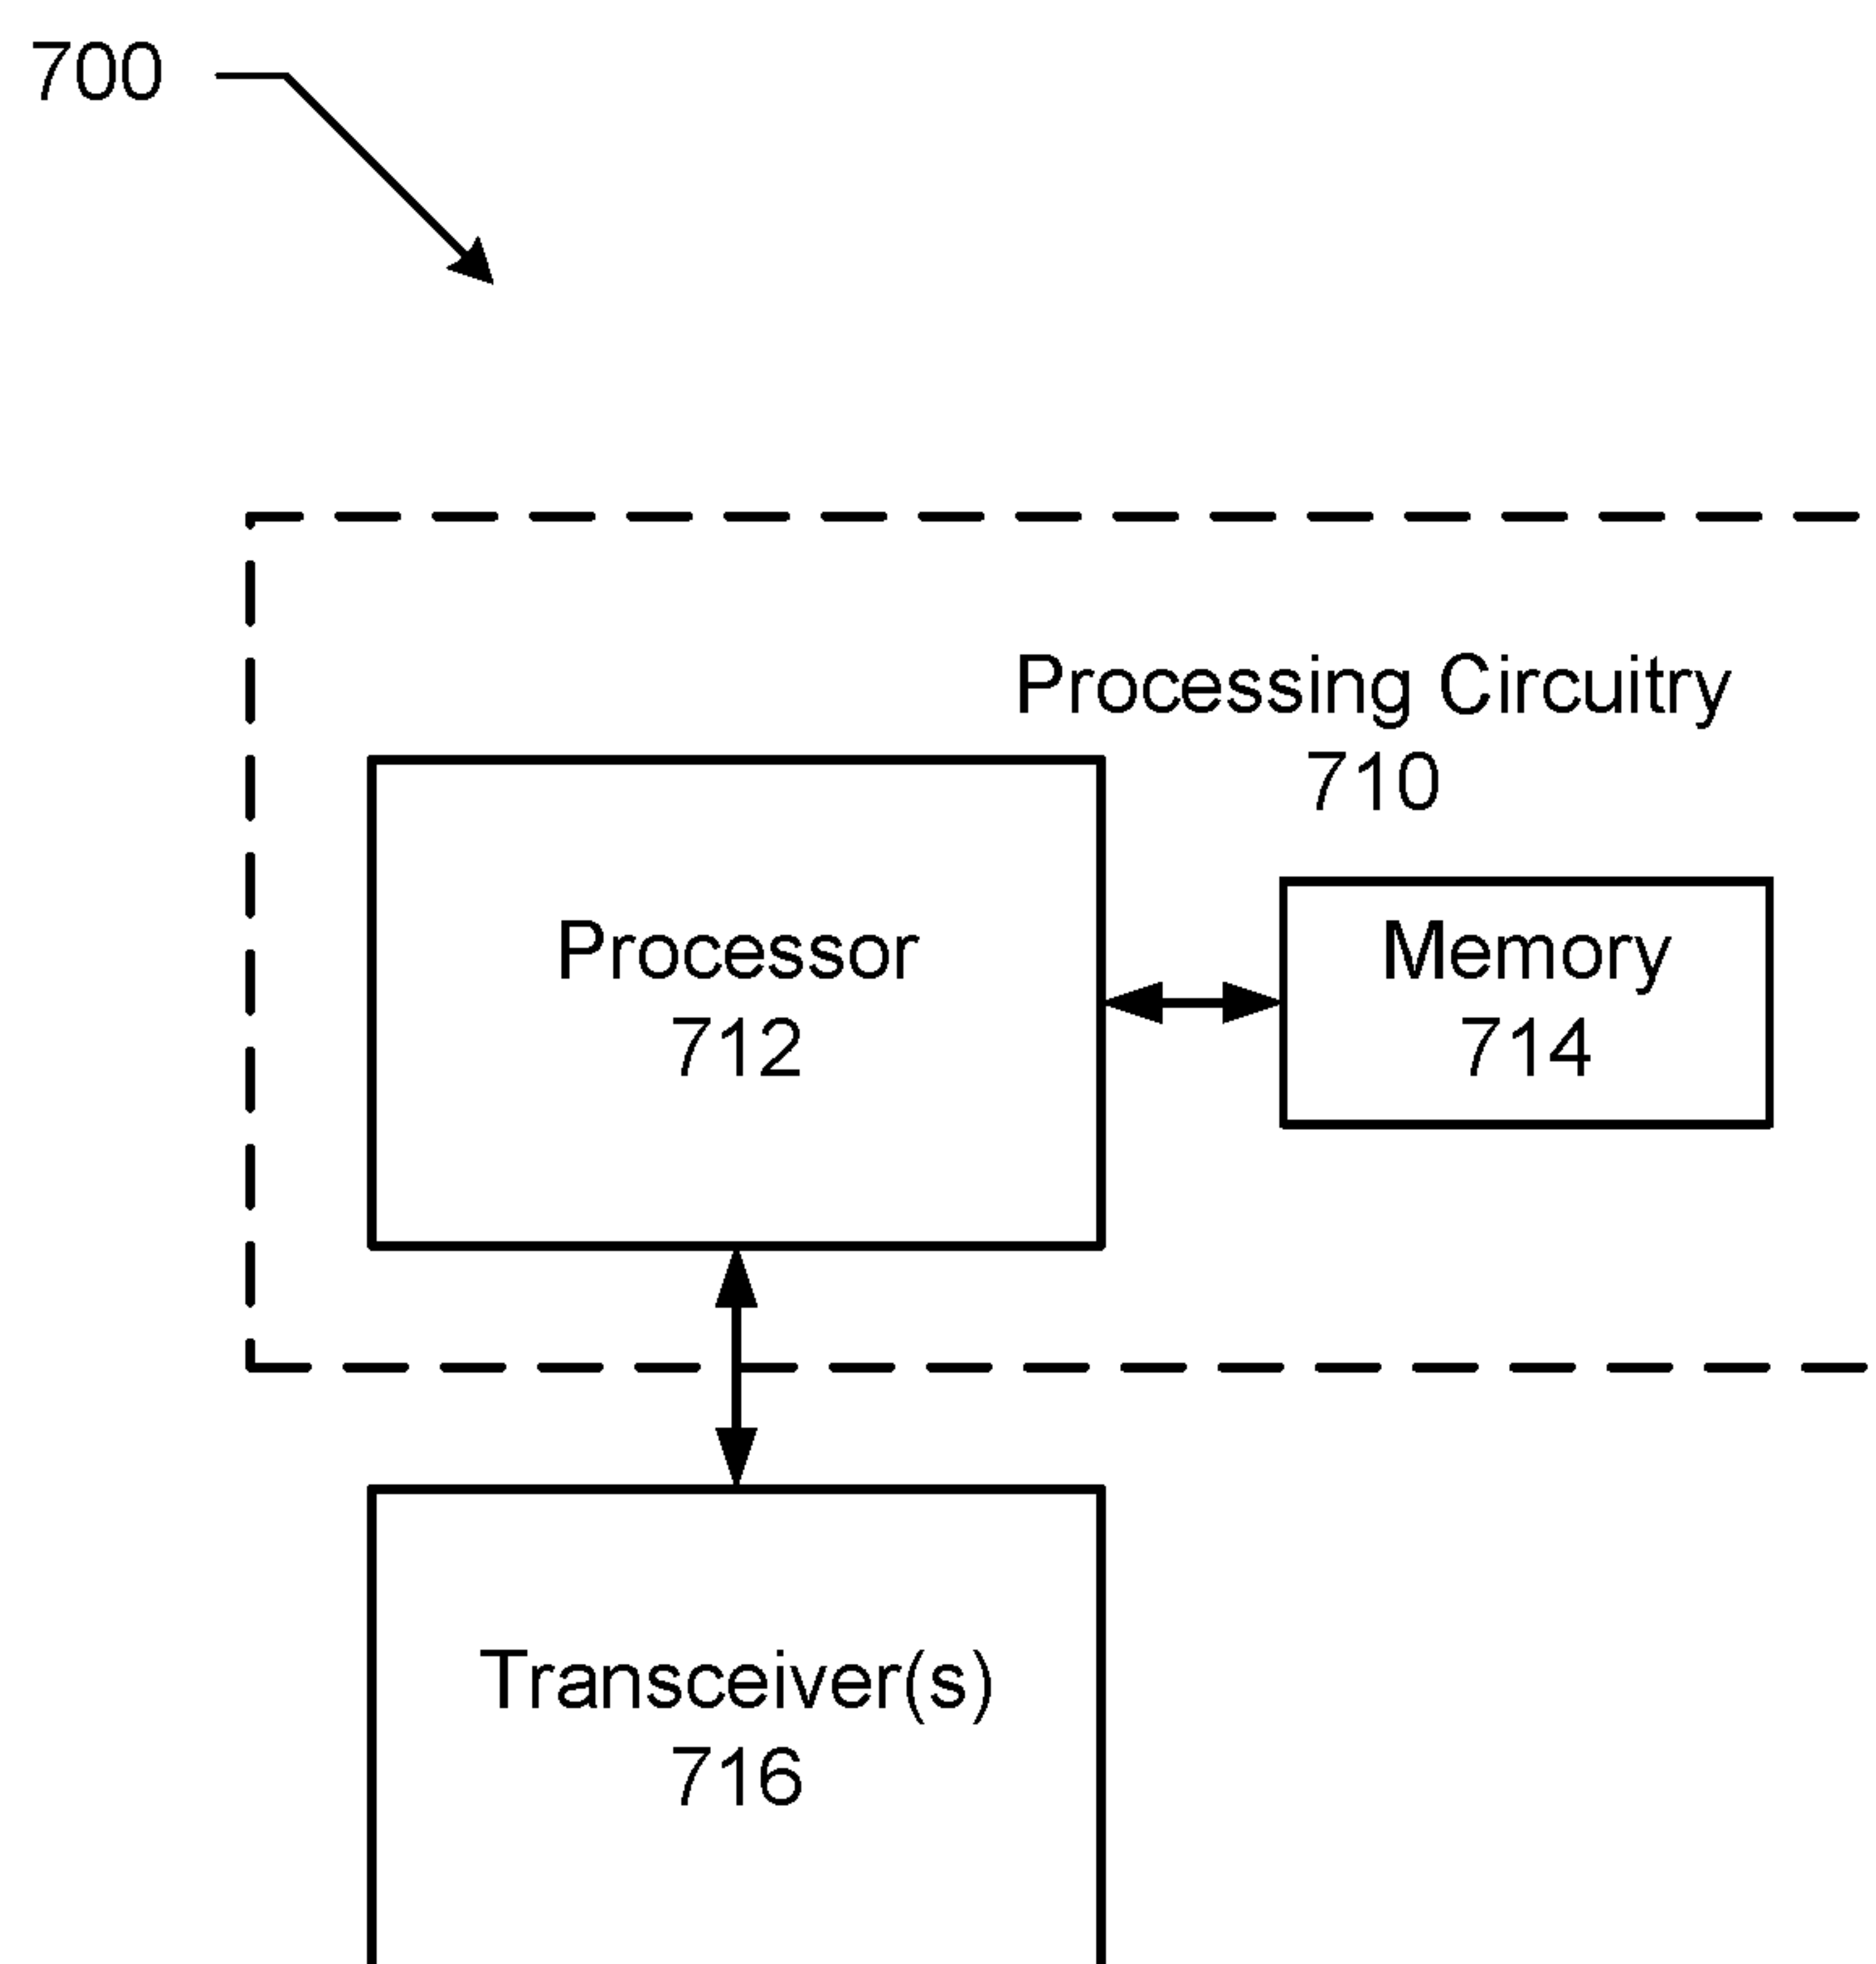 700
Processing Circuitry
710
Processor
712
Memory
714
Transceiver(s)
716